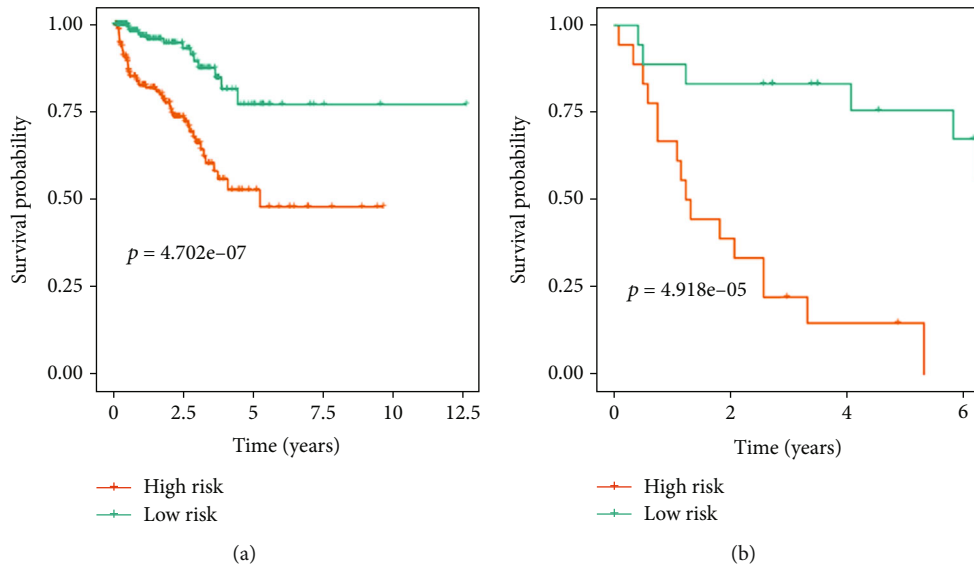 1.00
0.75
0.50
0.25
0.00
Survival probability
p = 4.702e–07
0 2.5 5 7.5 10 12.5
Time (years)
High risk
Low risk
(a)
1.00
0.75
0.50
0.25
0.00
Survival probability
p = 4.918e–05
0 2 4 6
Time (years)
High risk
Low risk
(b)